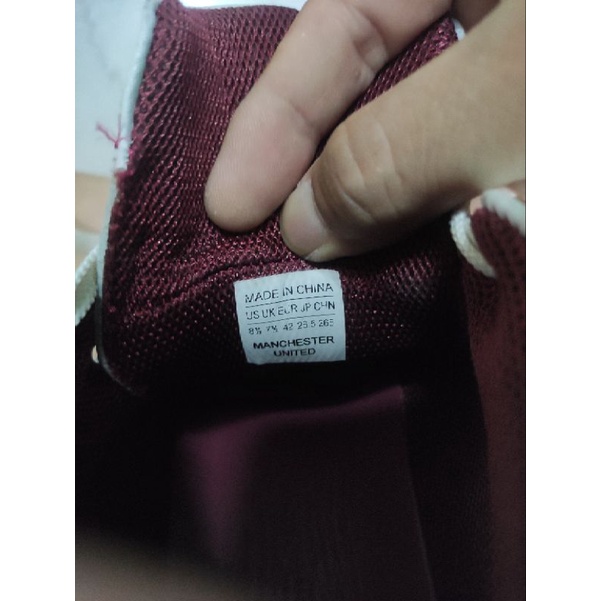 MADE IN CHINA
US UK EUR JP CHN
8½ 7½ 42 26.5 265
MANCHESTER
UNITED